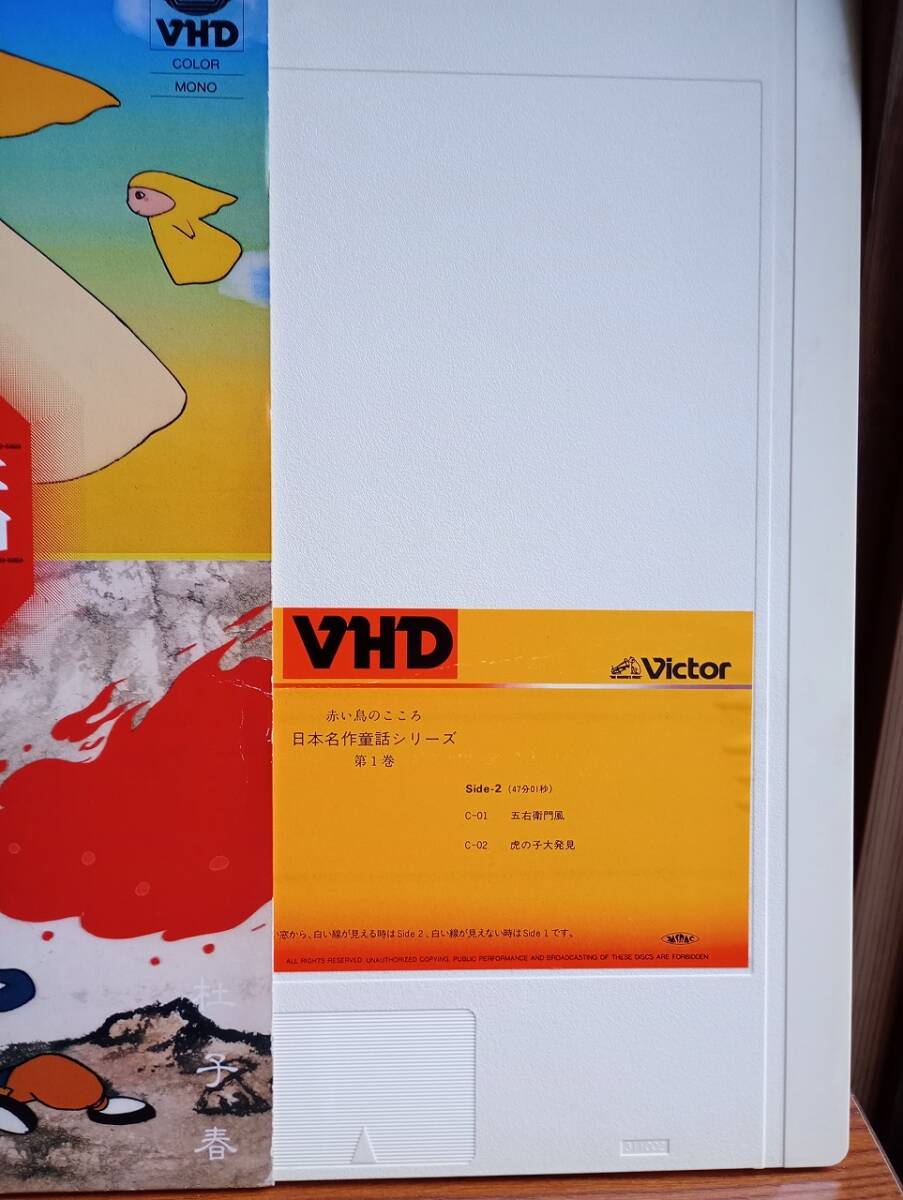 VHD
COLOR
MONO
杜子春
VHD
Victor
赤い鳥のこころ
日本名作童話シリーズ
第1巻
Side-2 (47分01秒)
C-01 五右衛門風
C-02 虎の子大発見
窓から、白い線が見える時はSide 2、白い線が見えない時はSide 1です。
ALL RIGHTS RESERVED. UNAUTHORIZED COPYING, PUBLIC PERFORMANCE AND BROADCASTING OF THESE DISCS ARE FORBIDDEN